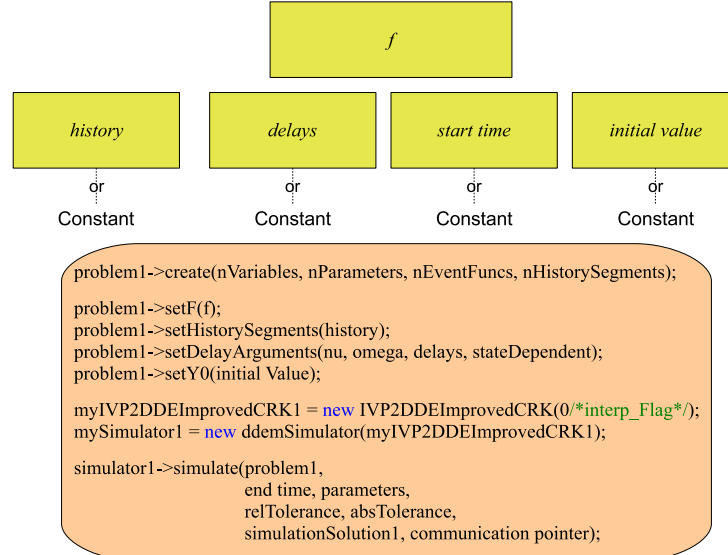 f
history delays start time initial value
or or or or
Constant Constant Constant Constant
problem1->create(nVariables, nParameters, nEventFuncs, nHistorySegments);
problem1->setF(f);
problem1->setHistorySegments(history);
problem1->setDelayArguments(nu, omega, delays, stateDependent);
problem1->setY0(initial Value);
myIVP2DDEImprovedCRK1 = new IVP2DDEImprovedCRK(0/*interp_Flag*/);
mySimulator1 = new ddemSimulator(myIVP2DDEImprovedCRK1);
simulator1->simulate(problem1,
end time, parameters,
relTolerance, absTolerance,
simulationSolution1, communication pointer);